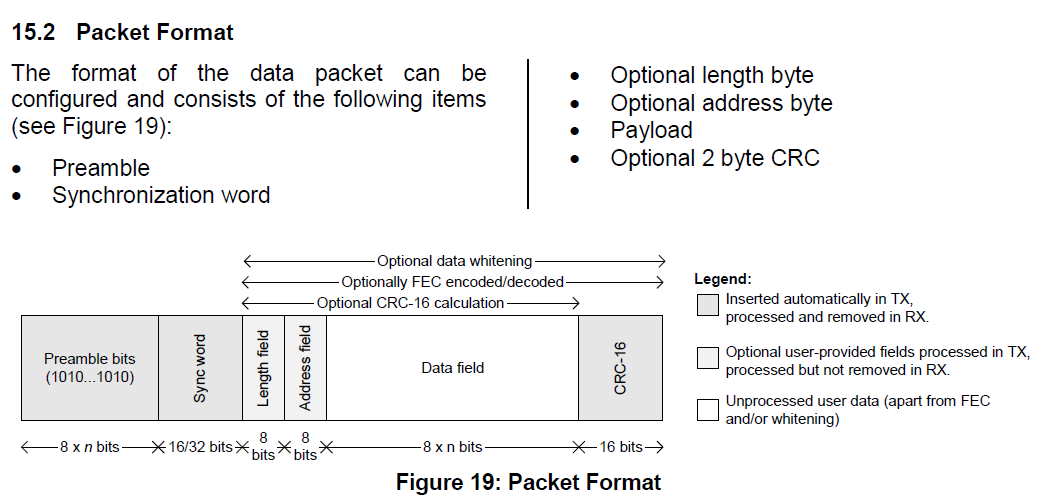 15.2 Packet Format
The format of the data packet can be
configured and consists of the following items
(see Figure 19):
• Preamble
• Synchronization word
• Optional length byte
• Optional address byte
• Payload
• Optional 2 byte CRC
Optional data whitening
Optionally FEC encoded/decoded
Optional CRC-16 calculation
Preamble bits
(1010...1010)
Sync word
Length field
Address field
Data field
CRC-16
8 x n bits
16/32 bits
8
bits
8
bits
8 x n bits
16 bits
Legend:
Inserted automatically in TX,
processed and removed in RX.
Optional user-provided fields processed in TX,
processed but not removed in RX.
Unprocessed user data (apart from FEC
and/or whitening)
Figure 19: Packet Format